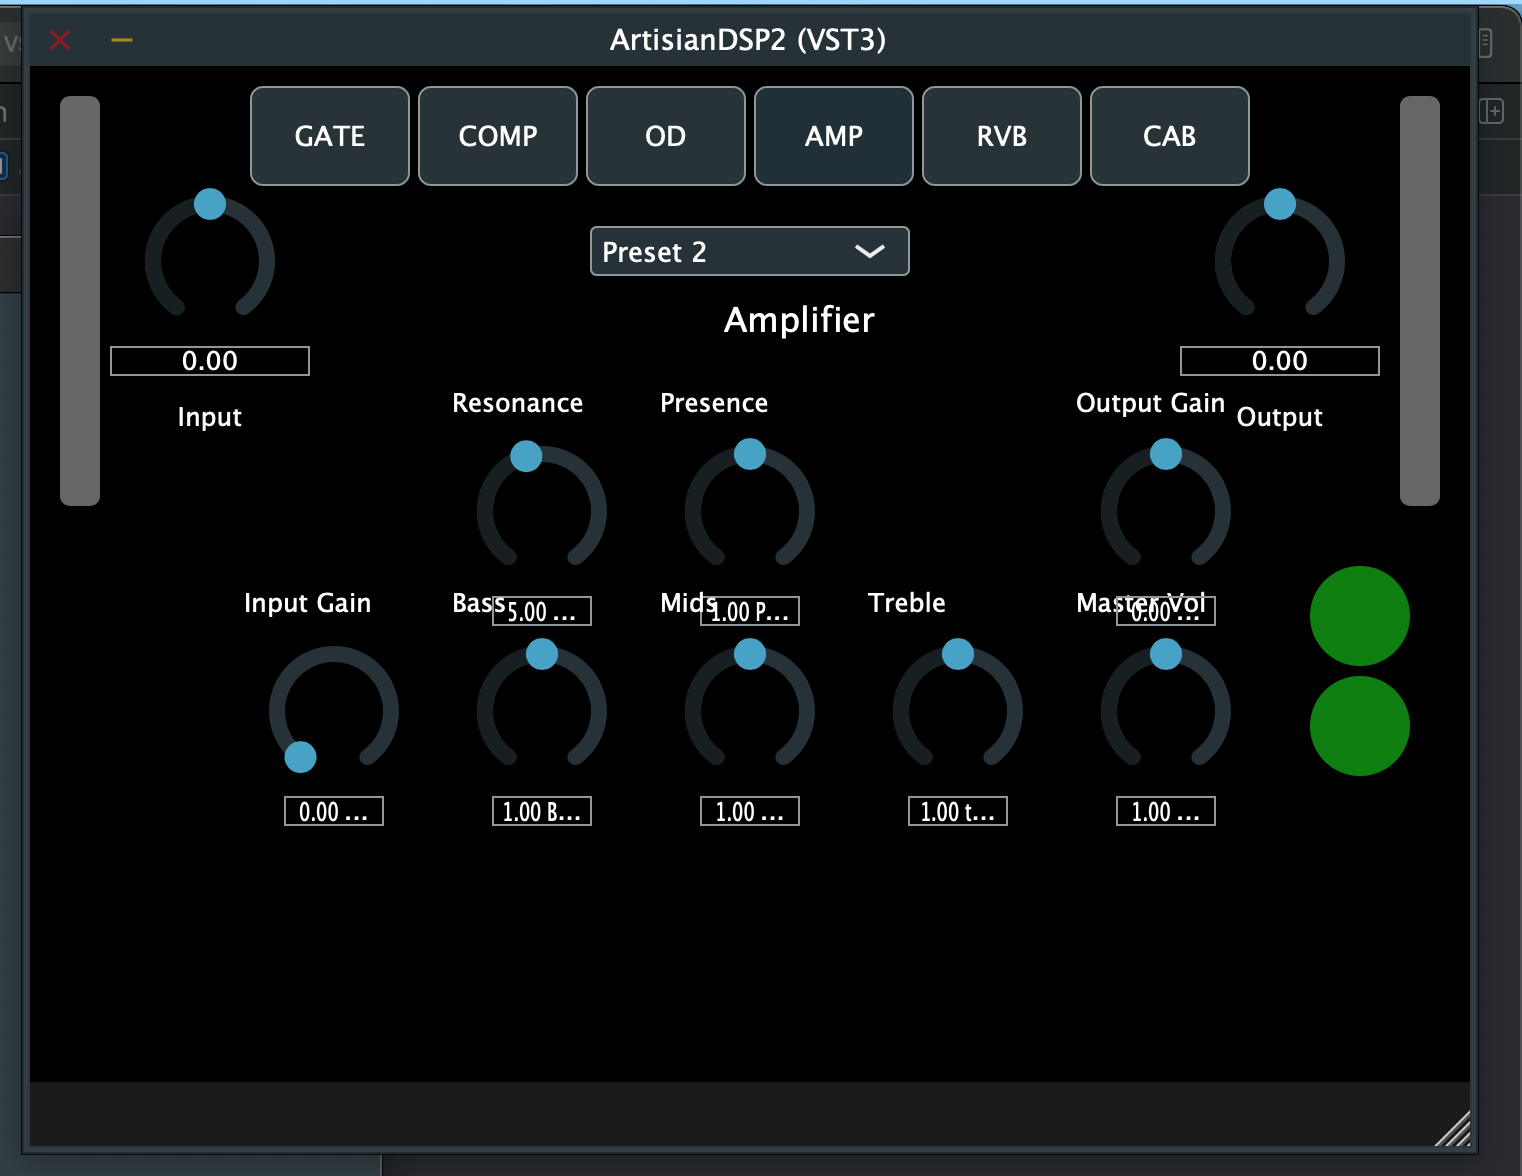 ArtisianDSP2 (VST3)
GATE COMP OD AMP RVB CAB
Preset 2
Amplifier
0.00 0.00
Input Resonance Presence Output Gain Output
Input Gain Bass Mids Treble Master Vol
5.00 ... 1.00 P... 0.00 ...
0.00 ... 1.00 B... 1.00 ... 1.00 t... 1.00 ...